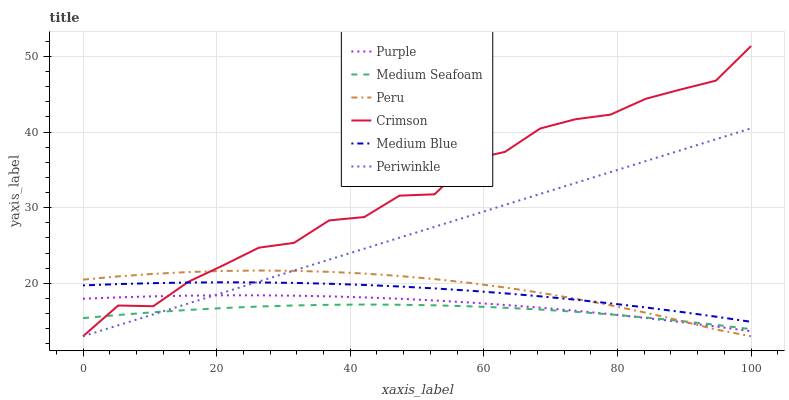 title
Purple
Medium Seafoam
Peru
Crimson
Medium Blue
Periwinkle
yaxis_label
50
40
30
20
0
20
40
60
80
100
xaxis_label